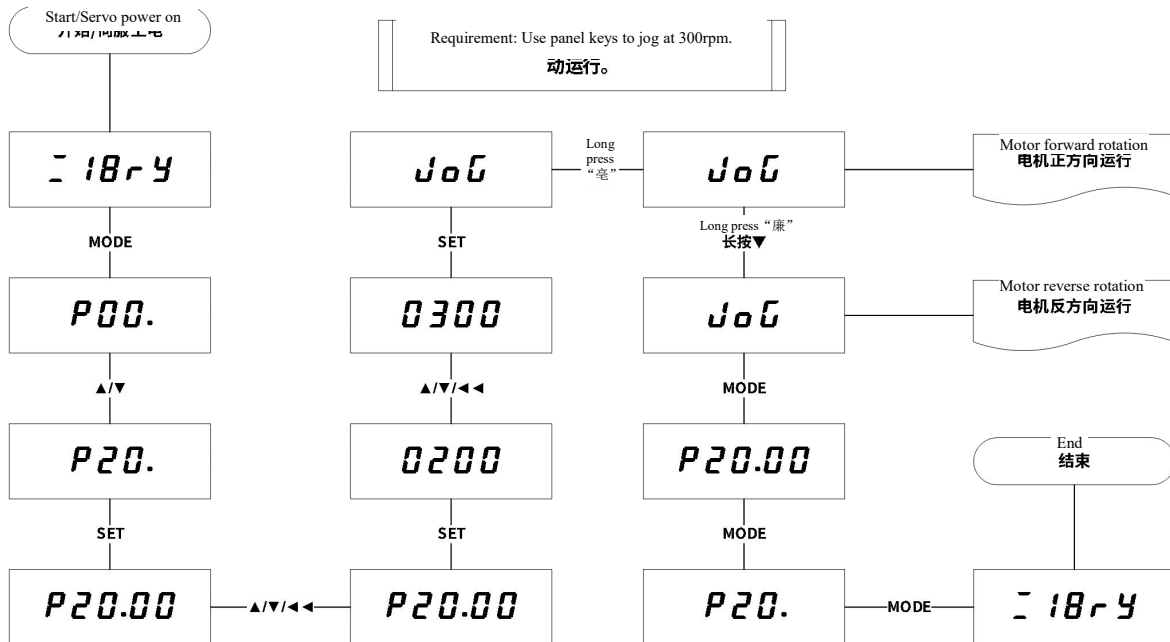 Start/Servo power on
Requirement: Use panel keys to jog at 300rpm.
动运行。
18rY
MODE
P00.
▲/▼
P20.
SET
P20.00
▲/▼/◀◀
P20.00
SET
0200
▲/▼/◀◀
0300
SET
JoG
Long
press
“亳”
JoG
Motor forward rotation
电机正方向运行
Long press “廉”
长按▼
JoG
Motor reverse rotation
电机反方向运行
MODE
P20.00
MODE
P20.
MODE
18rY
End
结束